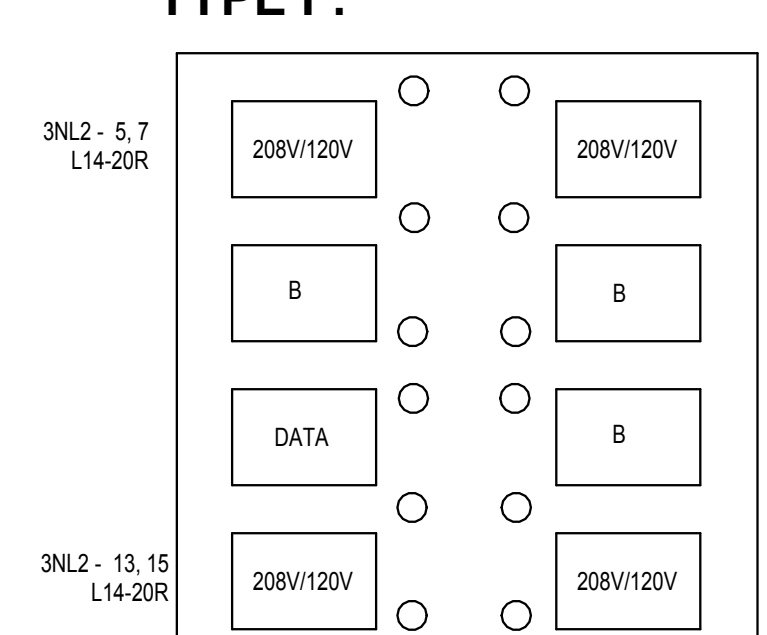 3NL2 - 5, 7
L14-20R
208V/120V
208V/120V
B
B
DATA
B
3NL2 - 13, 15
L14-20R
208V/120V
208V/120V